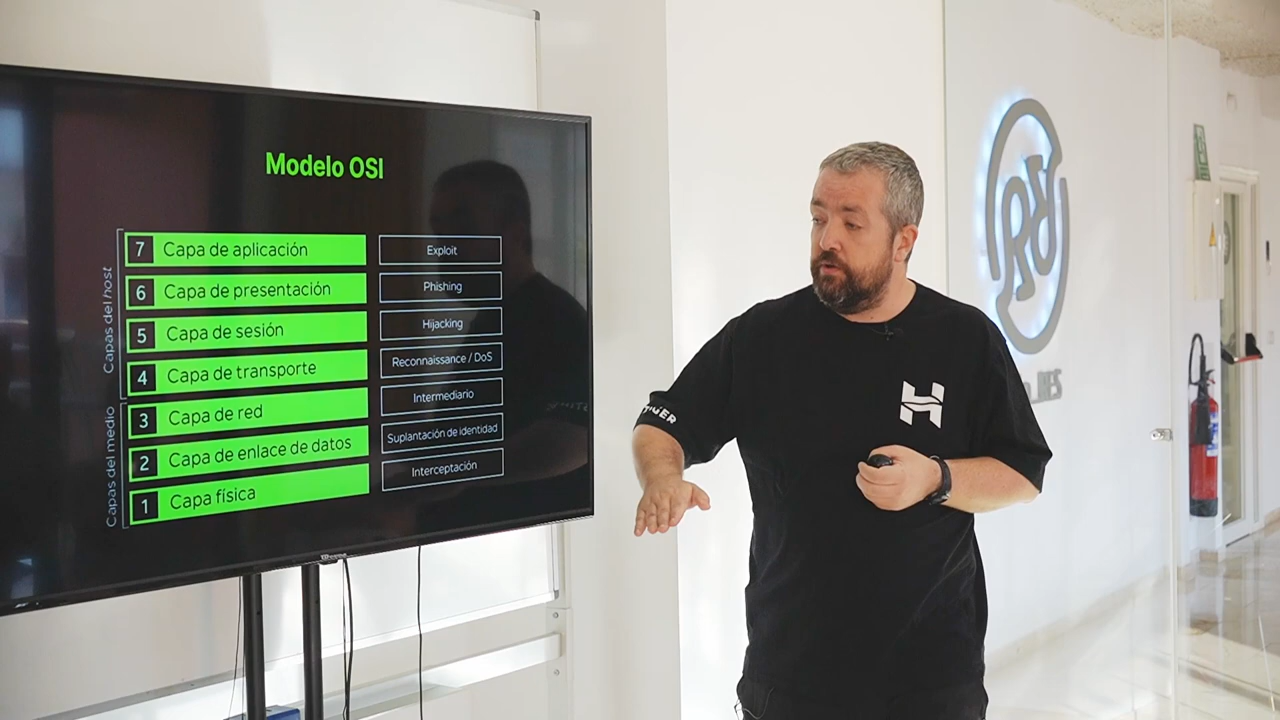 Modelo OSI
Capas del host
7 Capa de aplicación Exploit
6 Capa de presentación Phishing
5 Capa de sesión Hijacking
4 Capa de transporte Reconnaissance / DoS
Capas del medio
3 Capa de red Intermediario
2 Capa de enlace de datos Suplantación de identidad
1 Capa física Interceptación
H